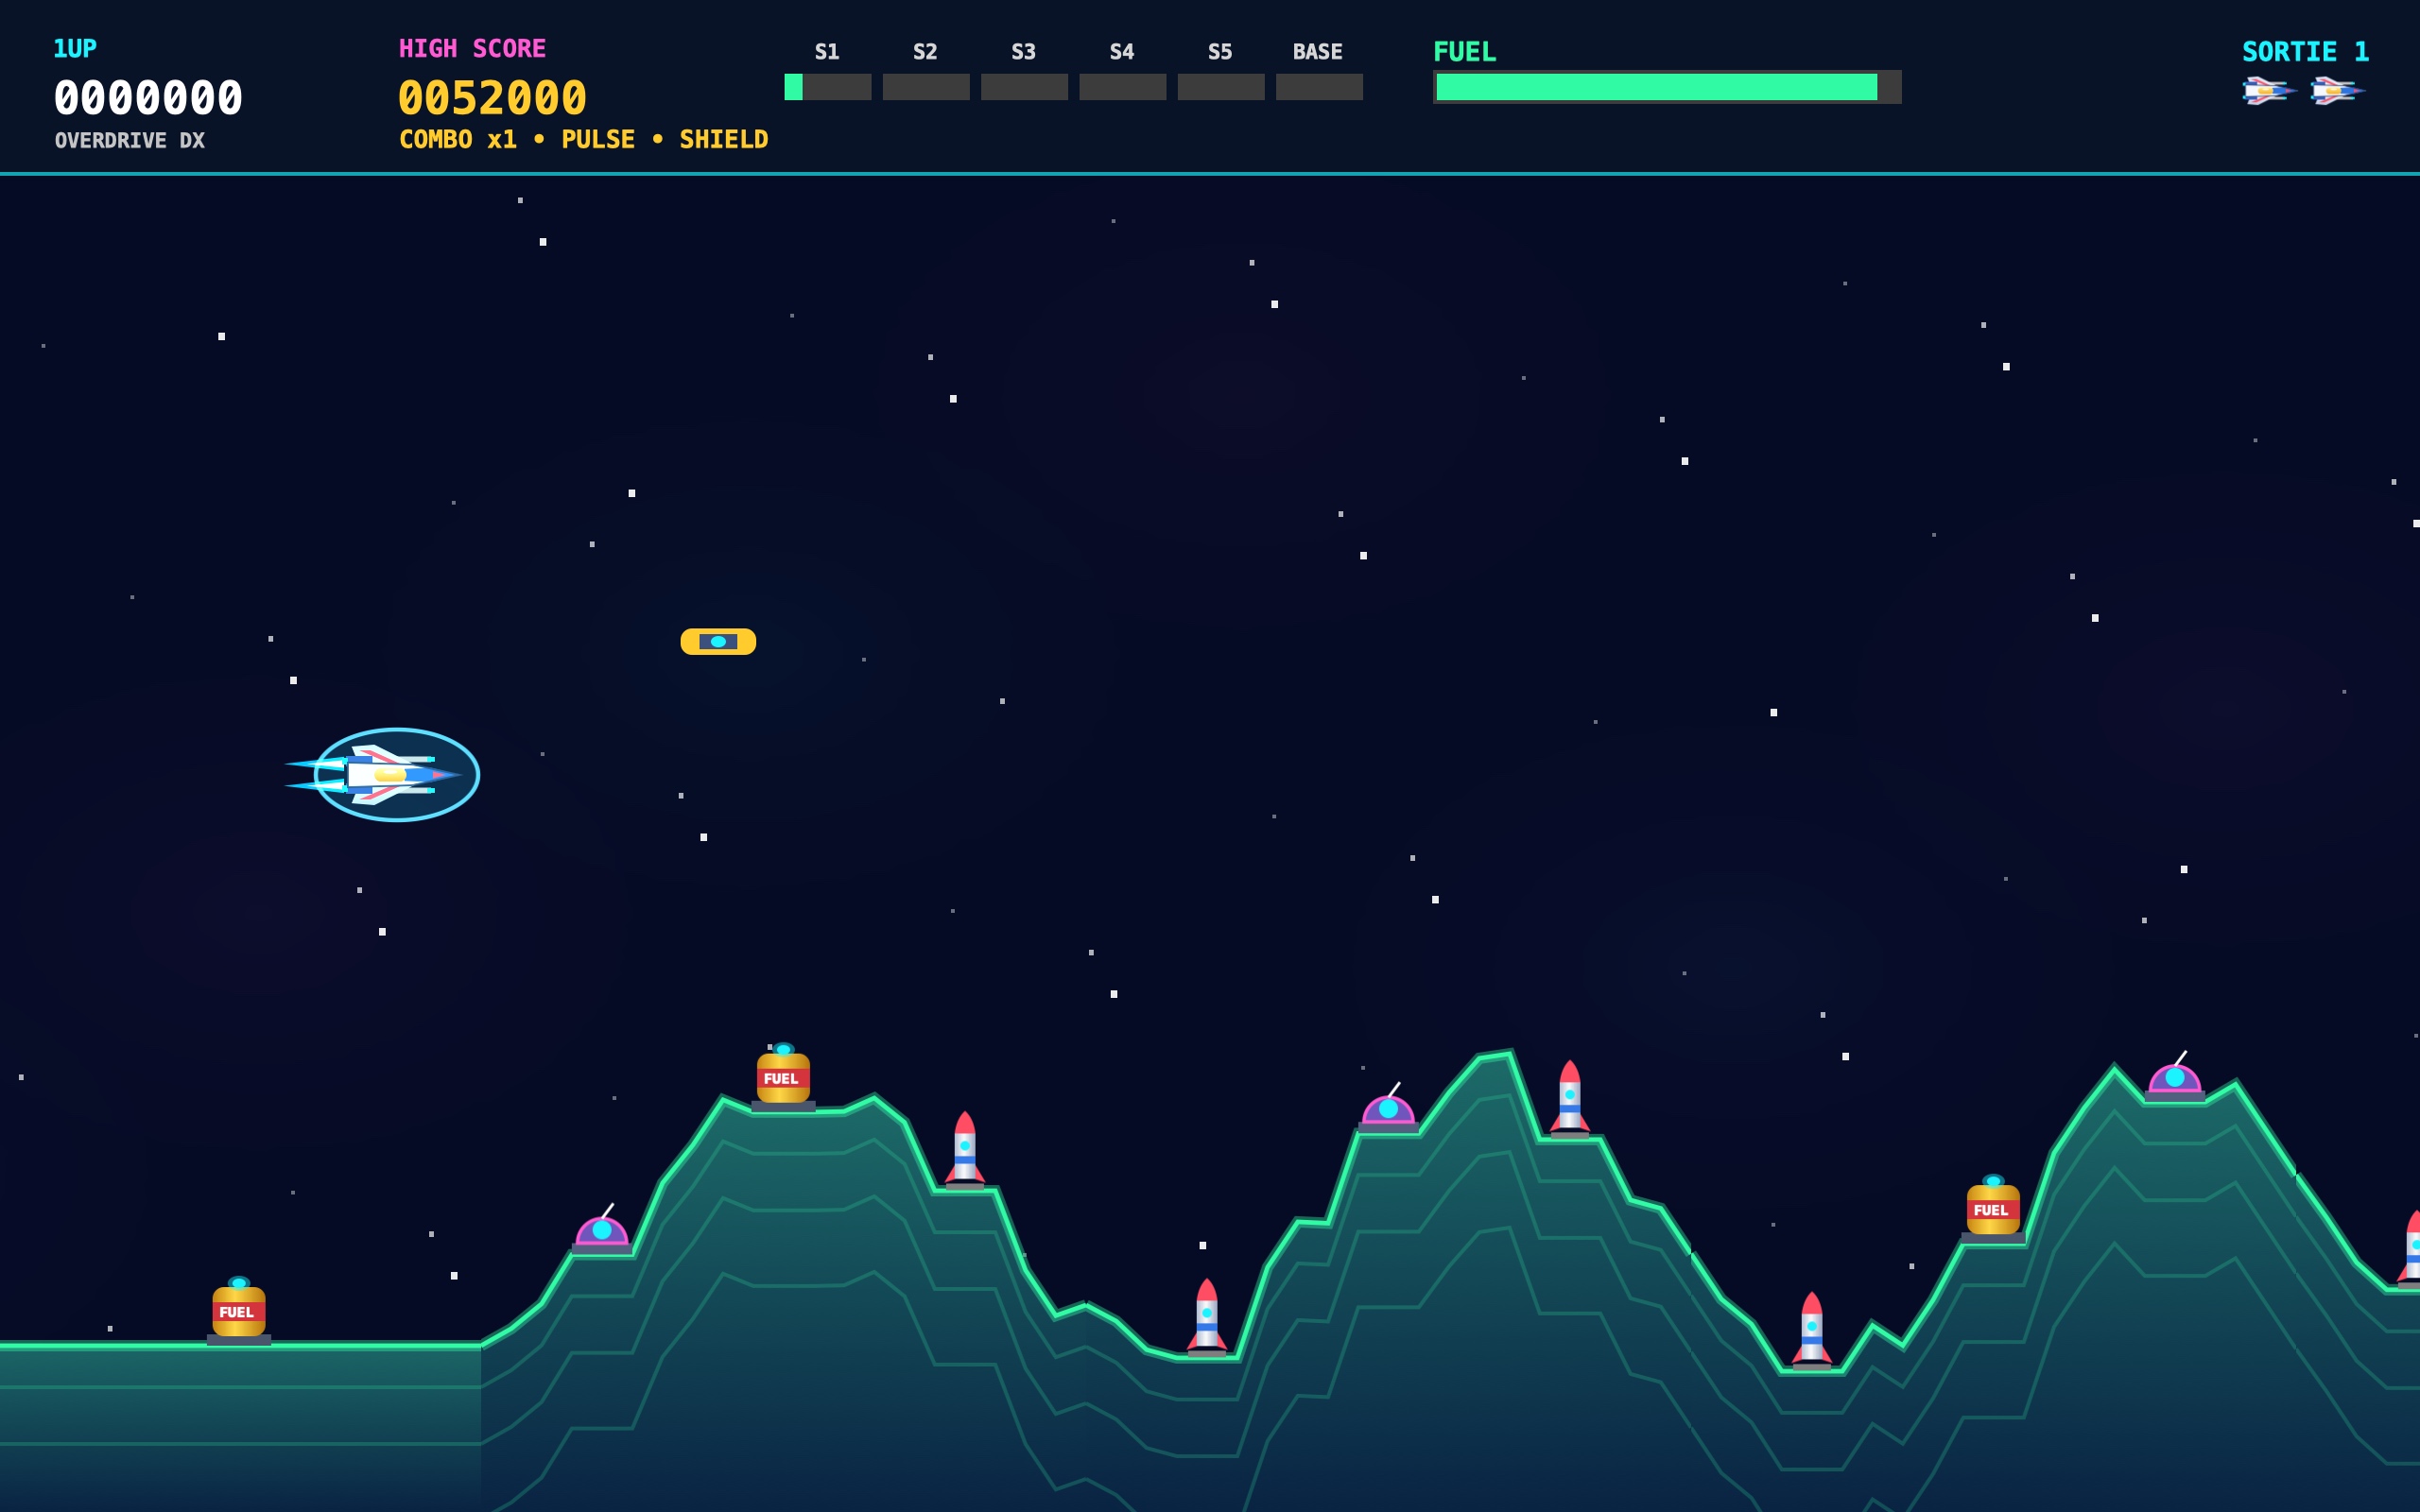 1UP
0000000
OVERDRIVE DX
HIGH SCORE
0052000
COMBO x1 • PULSE • SHIELD
S1 S2 S3 S4 S5 BASE
FUEL
SORTIE 1
FUEL
FUEL
FUEL